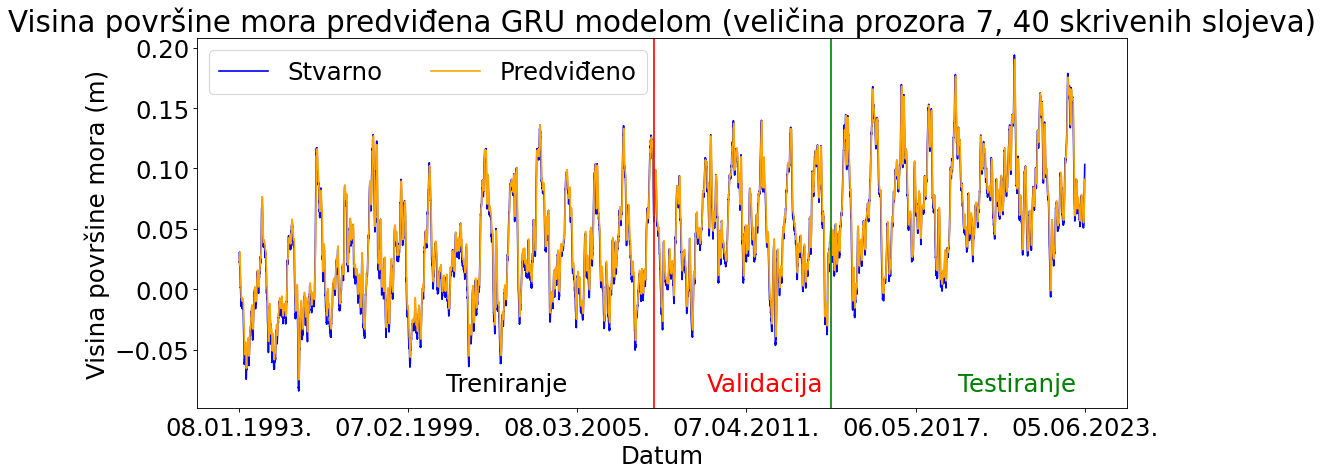 Visina površine mora predviđena GRU modelom (veličina prozora 7, 40 skrivenih slojeva)
Stvarno Predviđeno
Visina površine mora (m)
0.20
0.15
0.10
0.05
0.00
−0.05
Treniranje Validacija Testiranje
08.01.1993. 07.02.1999. 08.03.2005. 07.04.2011. 06.05.2017. 05.06.2023.
Datum